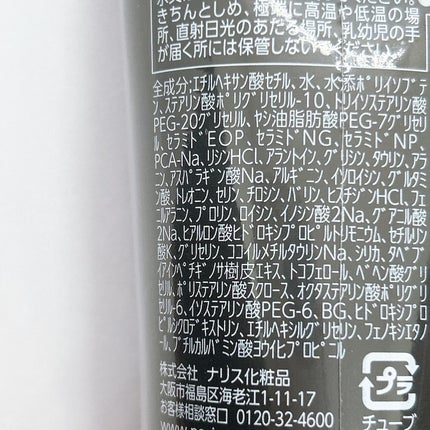 きちんとしめ、極端に高温や低温の場
所、直射日光のあたる場所、乳幼児の手
が届く所には保管しないでください。
全成分:エチルヘキサン酸セチル、水、水添ポリイソブテ
ン、ステアリン酸ポリグリセリル-10、トリイソステアリン酸
PEG-20グリセリル、ヤシ油脂肪酸PEG-7グリセ
リル、セラミドEOP、セラミドNG、セラミドNP、
PCA-Na、リシンHCl、アラントイン、グリシン、タウリン、アラ
ニン、アスパラギン酸Na、アルギニン、イソロイシン、グルタミ
ン酸、トレオニン、セリン、チロシン、バリン、ヒスチジンHCl、フェ
ニルアラニン、プロリン、ロイシン、イノシン酸2Na、グアニル酸
2Na、ヒアルロン酸ヒドロキシプロピルトリモニウム、セチルリン
酸K、グリセリン、ココイルメチルタウリンNa、シリカ、タベブ
イアインペチギノサ樹皮エキス、トコフェロール、ベヘン酸グリ
セリル、ポリステアリン酸スクロース、オクタステアリン酸ポリグリ
セリル-6、イソステアリン酸PEG-6、BG、ヒドロキシプロ
ピルシクロデキストリン、エチルヘキシルグリセリン、フェノキシエタノ
ール、ブチルカルバミン酸ヨウ化プロピニル
株式会社 ナリス化粧品
大阪市福島区海老江1-11-17
お客様相談窓口 0120-32-4600
プラ
チューブ